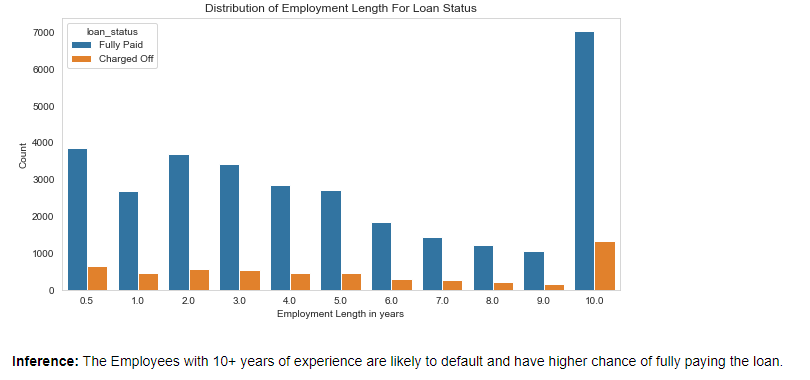 Distribution of Employment Length For Loan Status
loan_status
Fully Paid
Charged Off
7000
6000
5000
4000
3000
2000
1000
0
Count
0.5 1.0 2.0 3.0 4.0 5.0 6.0 7.0 8.0 9.0 10.0
Employment Length in years
Inference: The Employees with 10+ years of experience are likely to default and have higher chance of fully paying the loan.